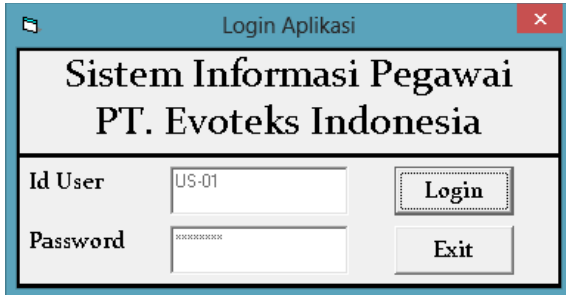 Login Aplikasi
Sistem Informasi Pegawai
PT. Evoteks Indonesia
Id User US-01 Login
Password ******** Exit